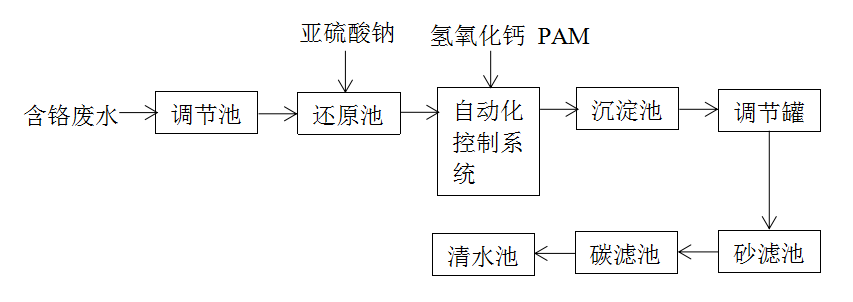 亚硫酸钠
氢氧化钙 PAM
含铬废水
调节池
还原池
自动化
控制系
统
沉淀池
调节罐
清水池
碳滤池
砂滤池